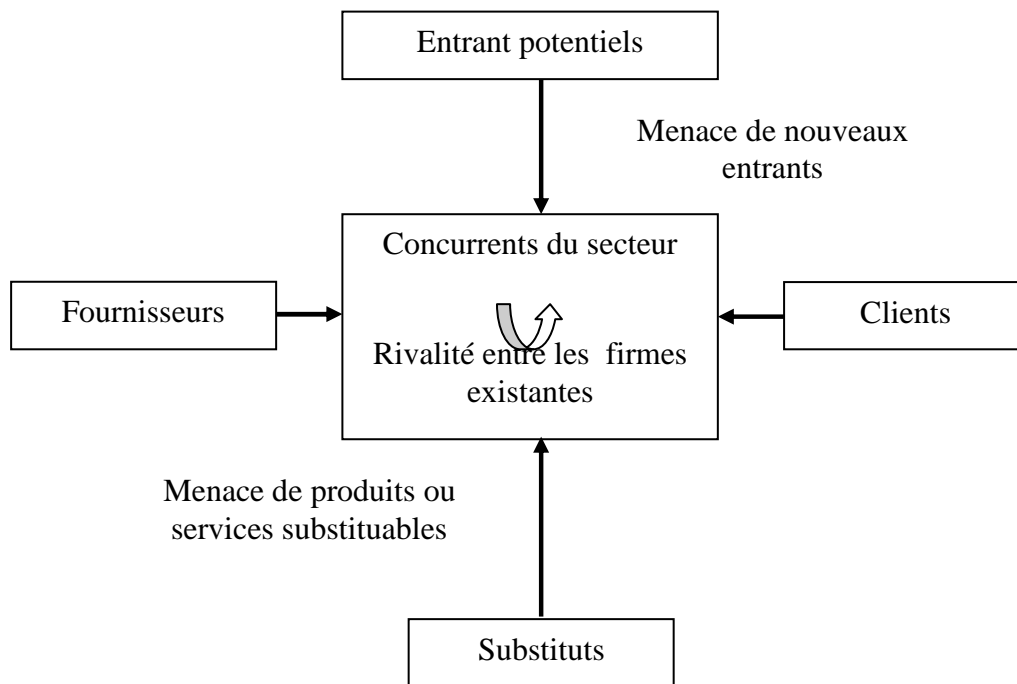 Entrant potentiels
Menace de nouveaux
entrants
Concurrents du secteur
Fournisseurs
Clients
Rivalité entre les firmes
existantes
Menace de produits ou
services substituables
Substituts